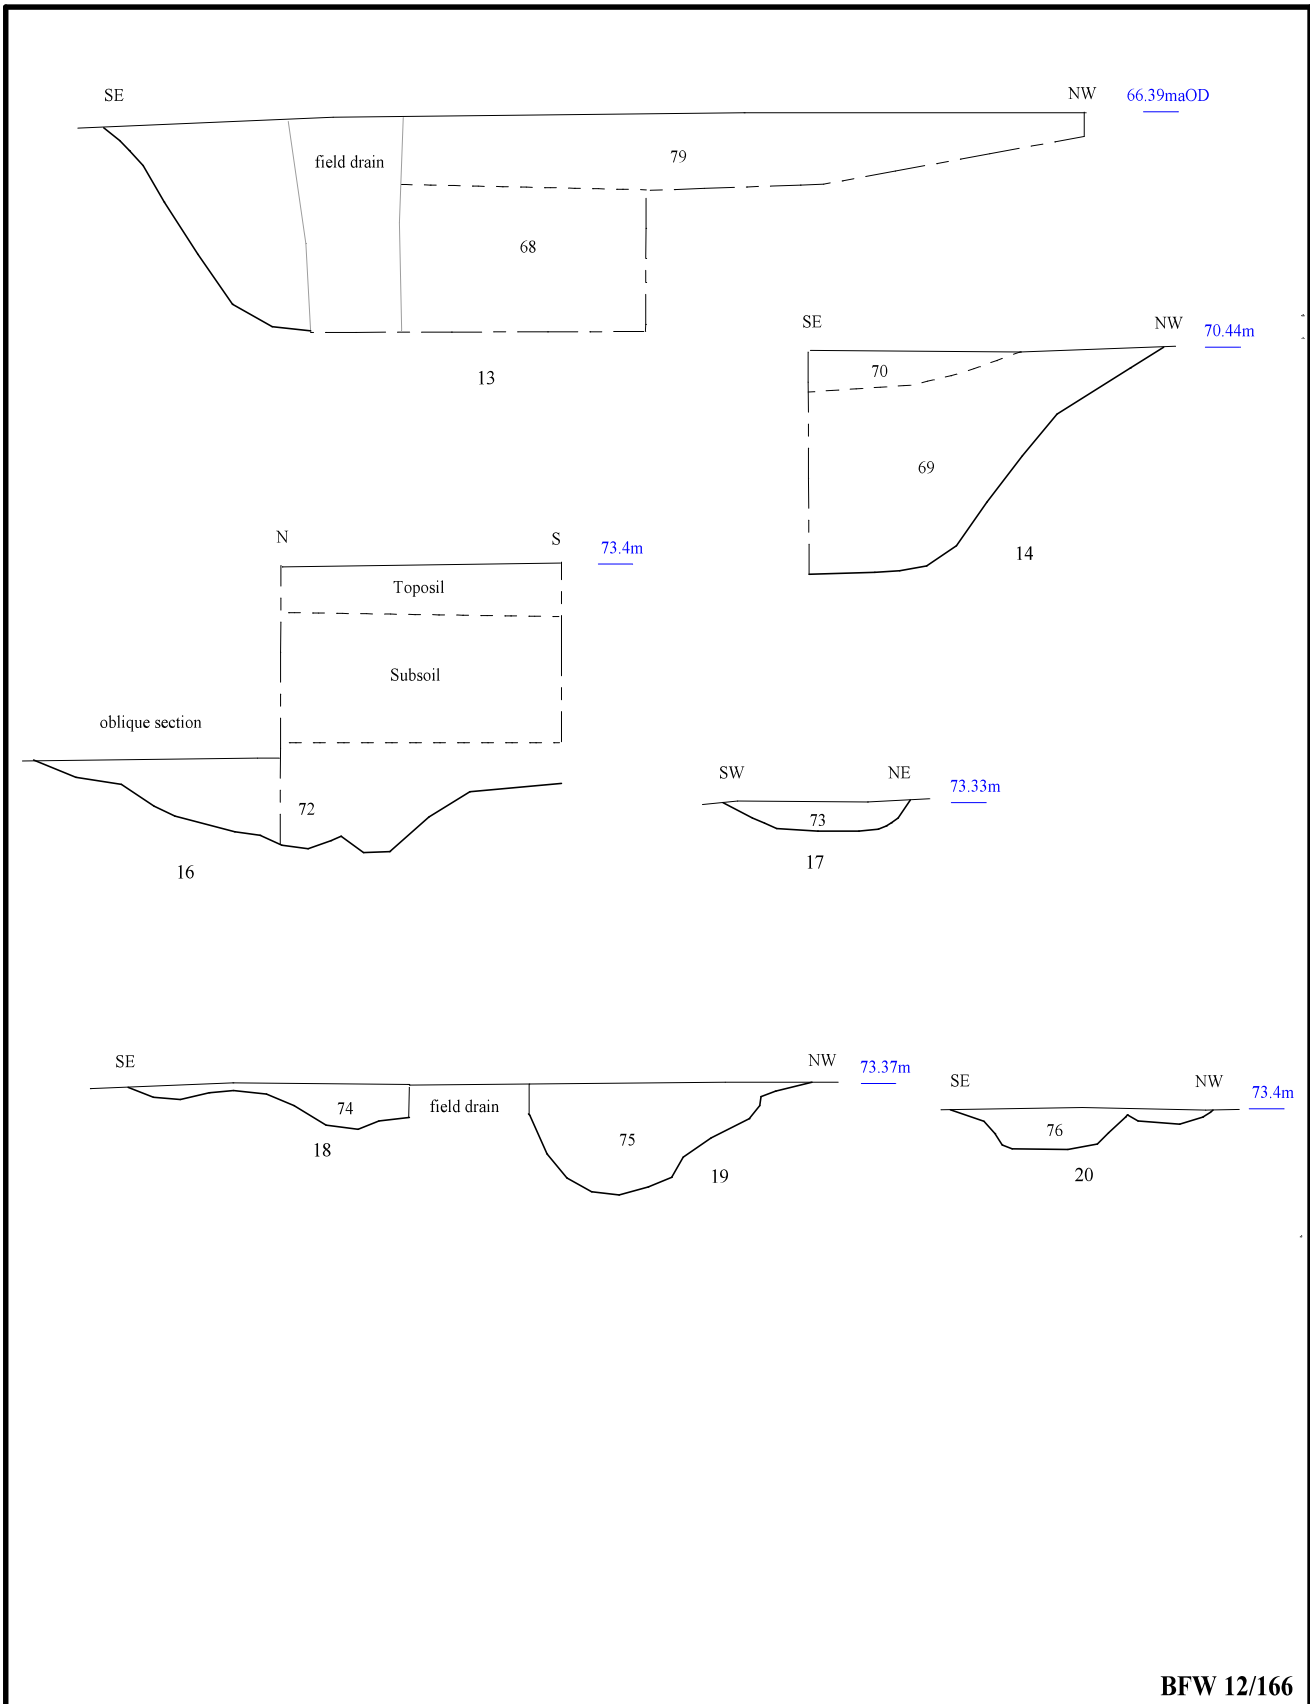 SE
NW
66.39maOD
field drain
79
68
13
SE
NW
70.44m
70
69
14
N
S
73.4m
Toposil
Subsoil
oblique section
72
16
SW
NE
73.33m
73
17
SE
NW
73.37m
74
field drain
75
18
19
SE
NW
73.4m
76
20
BFW 12/166